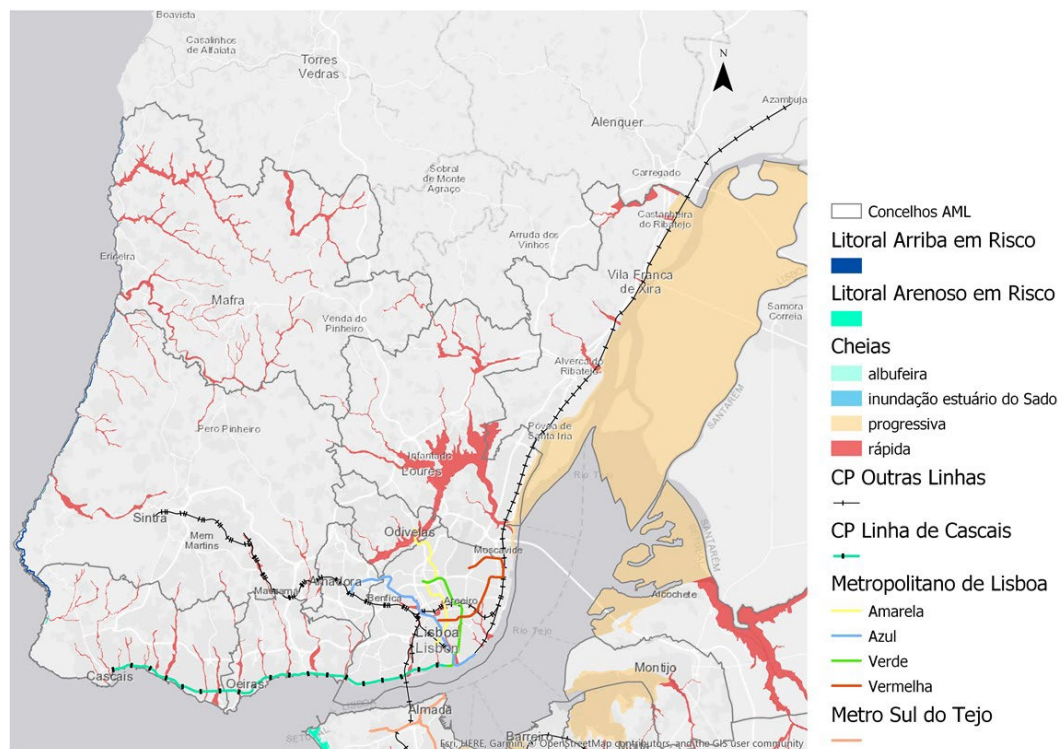 Boavista
Casalinhos
de Alfaiata
Torres
Vedras
N
Azambuja
Alenquer
Sobral
de Monte
Agraço
Carregado
Castanheira
do Ribatejo
Arruda dos
Vinhos
Ericeira
Vila Franca
de Xira
Mafra
Samora
Correia
Venda do
Pinheiro
Alverca do
Ribatejo
SANTARÉM
Pero Pinheiro
Póvoa de
Santa Iria
Infantado
Loures
Rio Tejo
Sintra
Mem
Martins
Odivelas
Moscavide
SANTARÉM
Massamá
Amadora
Benfica
Areeiro
Alcochete
Lisboa
Lisbon
Rio Tejo
Cascais
Oeiras
Montijo
Almada
Barreiro
Esri, HERE, Garmin, © OpenStreetMap contributors, and the GIS user community
Concelhos AML
Litoral Arriba em Risco
Litoral Arenoso em Risco
Cheias
albufeira
inundação estuário do Sado
progressiva
rápida
CP Outras Linhas
CP Linha de Cascais
Metropolitano de Lisboa
Amarela
Azul
Verde
Vermelha
Metro Sul do Tejo